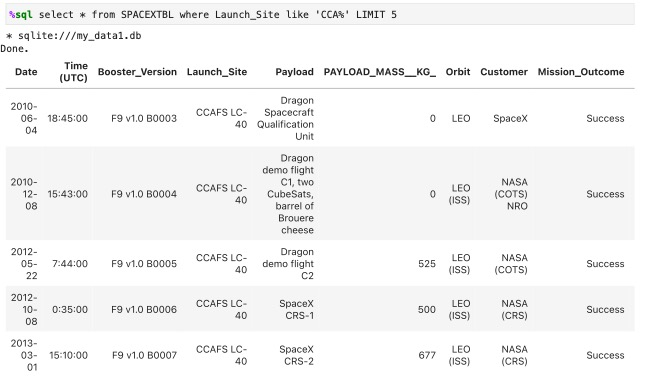 %sql select * from SPACEXTBL where Launch_Site like 'CCA%' LIMIT 5
* sqlite:///my_data1.db
Done.
Date Time (UTC) Booster_Version Launch_Site Payload PAYLOAD_MASS__KG_ Orbit Customer Mission_Outcome
2010-06-04 18:45:00 F9 v1.0 B0003 CCAFS LC-40 Dragon Spacecraft Qualification Unit 0 LEO SpaceX Success
2010-12-08 15:43:00 F9 v1.0 B0004 CCAFS LC-40 Dragon demo flight C1, two CubeSats, barrel of Brouere cheese 0 LEO (ISS) NASA (COTS) NRO Success
2012-05-22 7:44:00 F9 v1.0 B0005 CCAFS LC-40 Dragon demo flight C2 525 LEO (ISS) NASA (COTS) Success
2012-10-08 0:35:00 F9 v1.0 B0006 CCAFS LC-40 SpaceX CRS-1 500 LEO (ISS) NASA (CRS) Success
2013-03-01 15:10:00 F9 v1.0 B0007 CCAFS LC-40 SpaceX CRS-2 677 LEO (ISS) NASA (CRS) Success